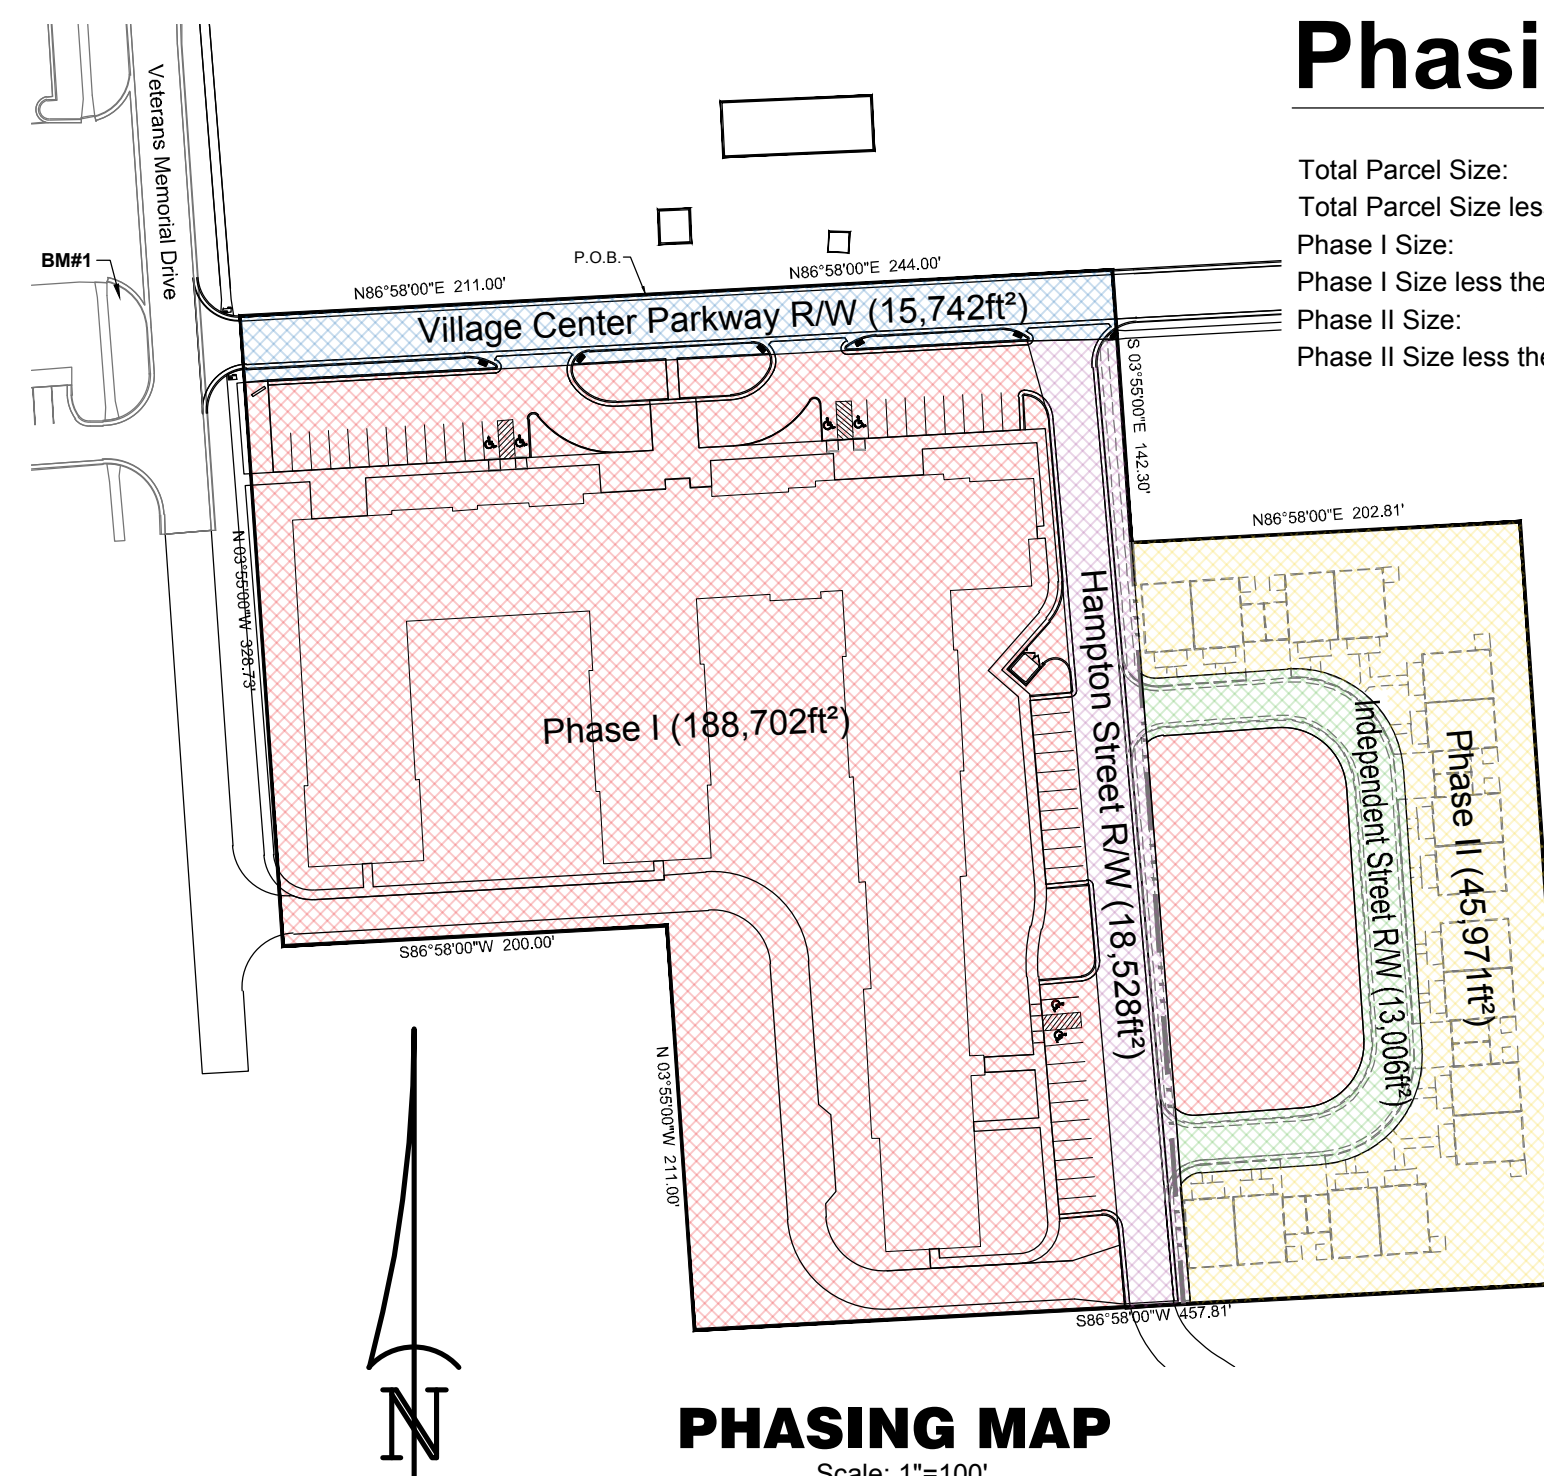 Phasi
Total Parcel Size:
Total Parcel Size les
Phase I Size:
Phase I Size less the
Phase II Size:
Phase II Size less the
Veterans Memorial Drive
BM#1
P.O.B.
N86°58'00"E 211.00'
N86°58'00"E 244.00'
Village Center Parkway R/W (15,742ft²)
S 03°55'00"E 142.30'
N86°58'00"E 202.81'
N 03°55'00"W 328.73'
Hampton Street R/W (18,528ft²)
Phase I (188,702ft²)
Independent Street R/W (13,006ft²)
Phase II (45,971ft²)
S86°58'00"W 200.00'
N 03°55'00"W 211.00'
S86°58'00"W 457.81'
N
PHASING MAP
Scale: 1"=100'